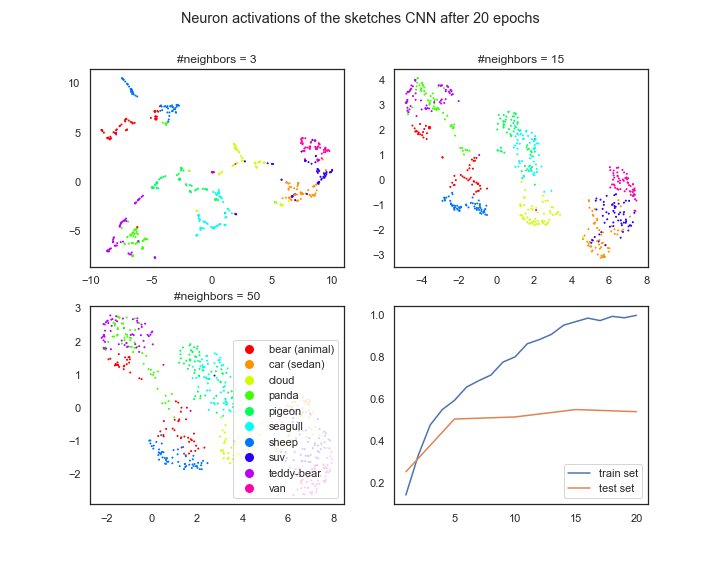 Neuron activations of the sketches CNN after 20 epochs
#neighbors = 3
10
5
0
−5
−10
−5
0
5
10
#neighbors = 15
4
3
2
1
0
−1
−2
−3
−4
−2
0
2
4
6
8
#neighbors = 50
3
2
1
0
−1
−2
−2
0
2
4
6
8
bear (animal)
car (sedan)
cloud
panda
pigeon
seagull
sheep
suv
teddy-bear
van
1.0
0.8
0.6
0.4
0.2
5
10
15
20
train set
test set